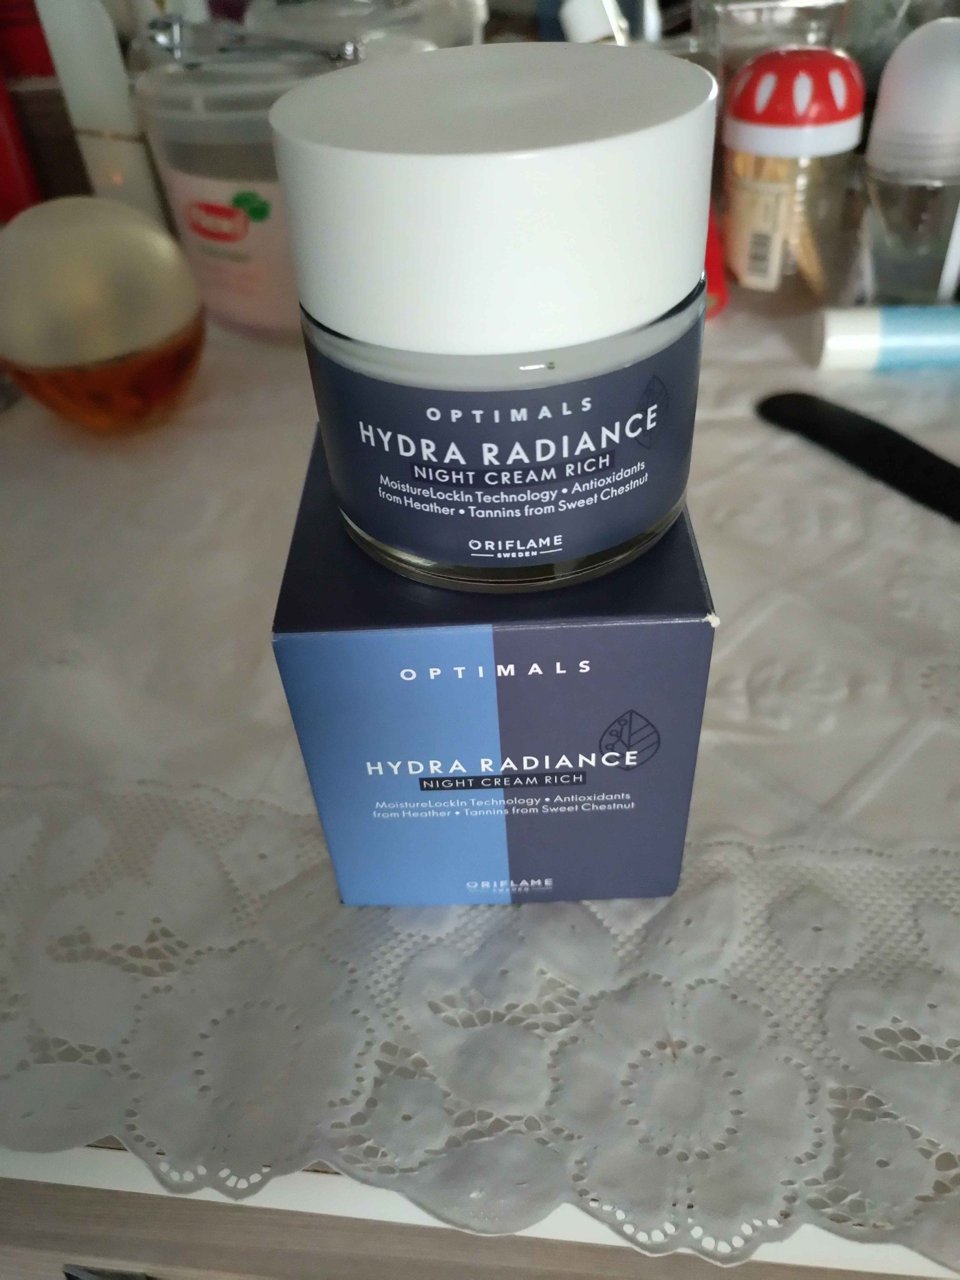 OPTIMALS
HYDRA RADIANCE
NIGHT CREAM RICH
MoistureLockIn Technology • Antioxidants
from Heather • Tannins from Sweet Chestnut
ORIFLAME
SWEDEN
OPTIMALS
HYDRA RADIANCE
NIGHT CREAM RICH
MoistureLockIn Technology • Antioxidants
from Heather • Tannins from Sweet Chestnut
ORIFLAME
SWEDEN